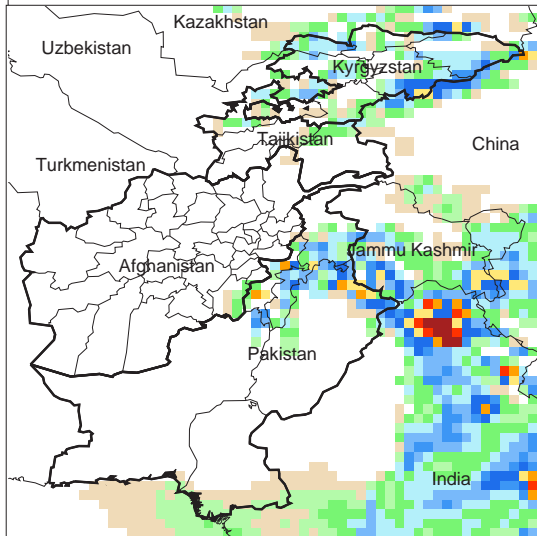 Kazakhstan
Uzbekistan
Kyrgyzstan
Tajikistan
China
Turkmenistan
Jammu Kashmir
Afghanistan
Pakistan
India